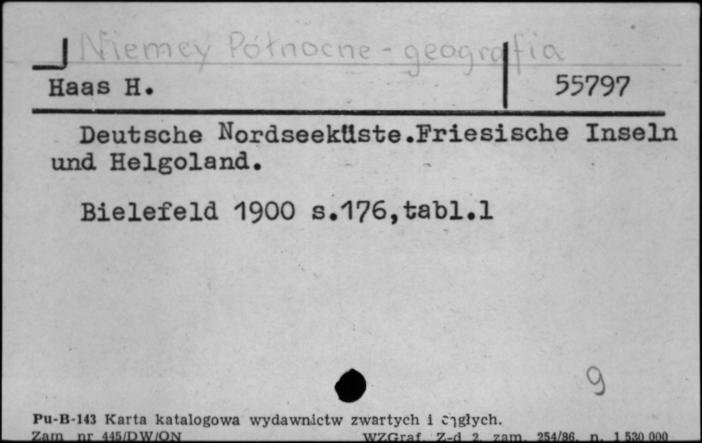 Niemcy Północne - geografia
Haas H. 55797
Deutsche Nordseeküste.Friesische Inseln
und Helgoland.
Bielefeld 1900 s.176,tabl.1
9
Pu-B-143 Karta katalogowa wydawnictw zwartych i ciągłych.
Zam. nr 445/DW/ON WZGraf. Z-d 2. zam. 254/86. n. 1 530 000